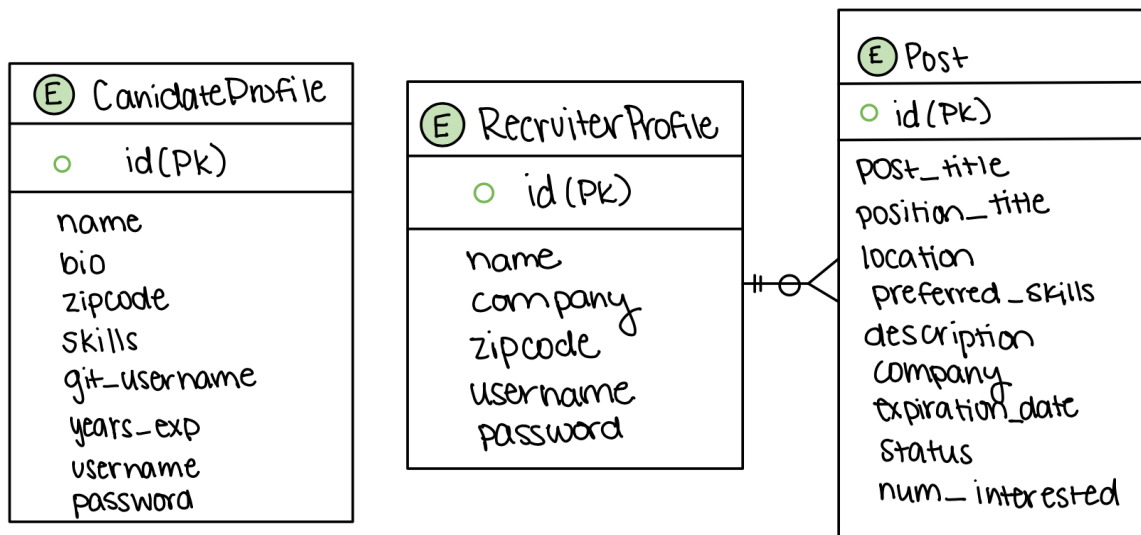 E CanidateProfile
id (PK)
name
bio
zipcode
skills
git_username
years_exp
username
password
E RecruiterProfile
id (PK)
name
company
zipcode
username
password
E Post
id (PK)
post_title
position_title
location
preferred_skills
description
company
expiration_date
status
num_interested